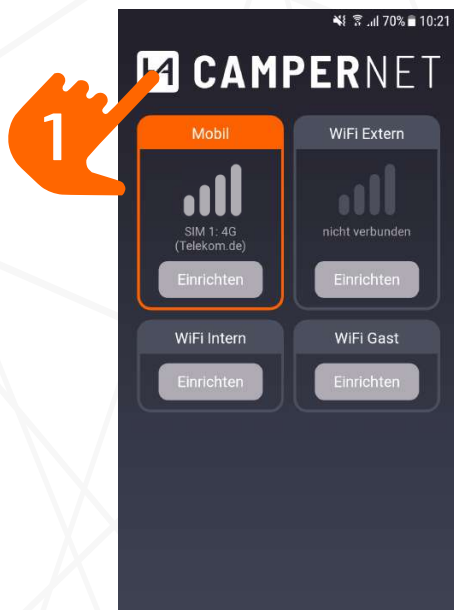 70% 10:21
CAMPERNET
1
Mobil
WiFi Extern
SIM 1: 4G
(Telekom.de)
nicht verbunden
Einrichten
Einrichten
WiFi Intern
WiFi Gast
Einrichten
Einrichten